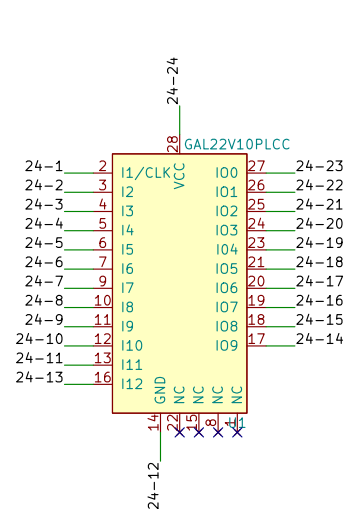 24-24
28
GAL22V10PLCC
VCC
24-1 2 I1/CLK IO0 27 24-23
24-2 3 I2 IO1 26 24-22
24-3 4 I3 IO2 25 24-21
24-4 5 I4 IO3 24 24-20
24-5 6 I5 I04 23 24-19
24-6 7 I6 IO5 21 24-18
24-7 9 I7 IO6 20 24-17
24-8 10 I8 IO7 19 24-16
24-9 11 I9 IO8 18 24-15
24-10 12 I10 IO9 17 24-14
24-11 13 I11
24-13 16 I12
GND NC NC NC NC
14 22 15 8 1
24-12